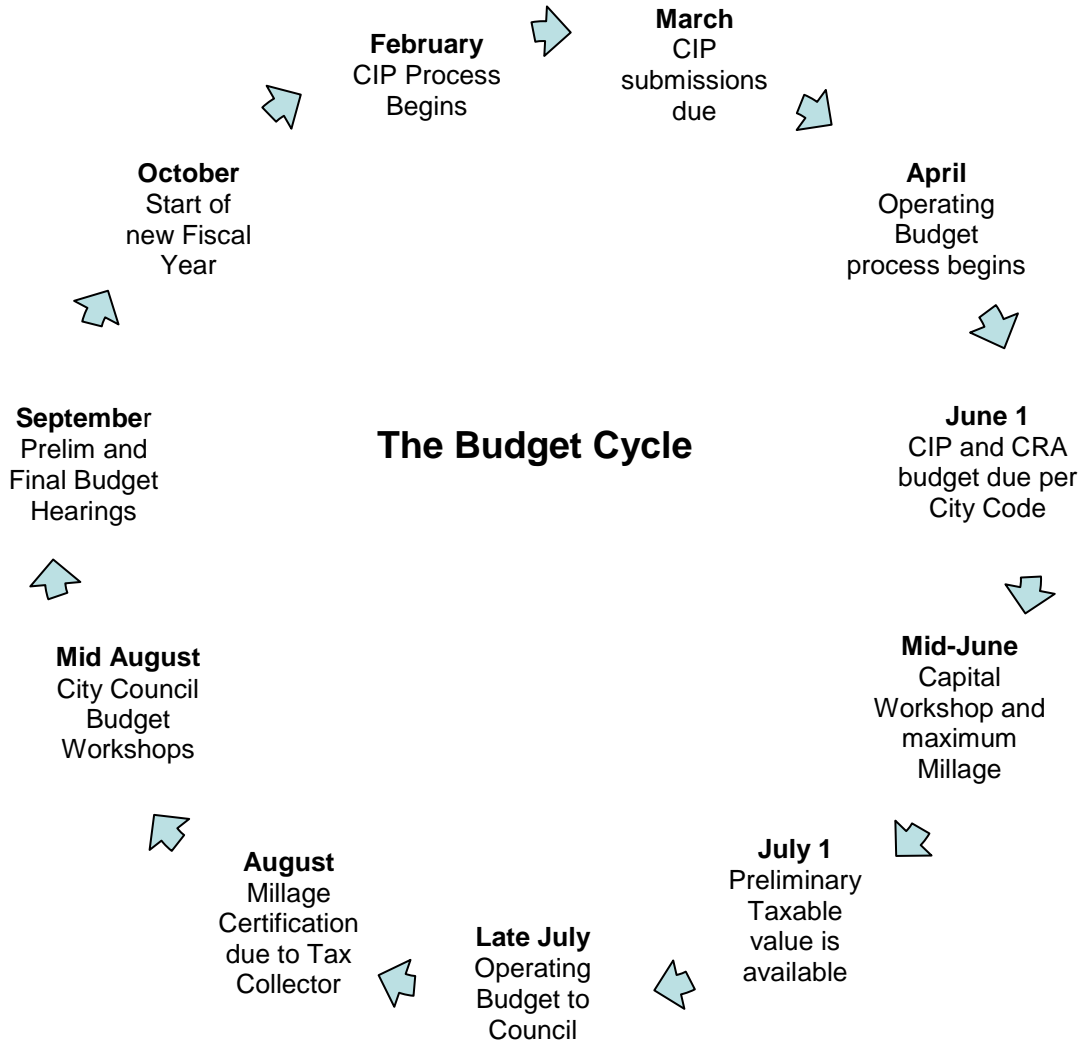 The Budget Cycle
February
CIP Process
Begins
March
CIP
submissions
due
April
Operating
Budget
process begins
June 1
CIP and CRA
budget due per
City Code
Mid-June
Capital
Workshop and
maximum
Millage
July 1
Preliminary
Taxable
value is
available
Late July
Operating
Budget to
Council
August
Millage
Certification
due to Tax
Collector
Mid August
City Council
Budget
Workshops
September
Prelim and
Final Budget
Hearings
October
Start of
new Fiscal
Year